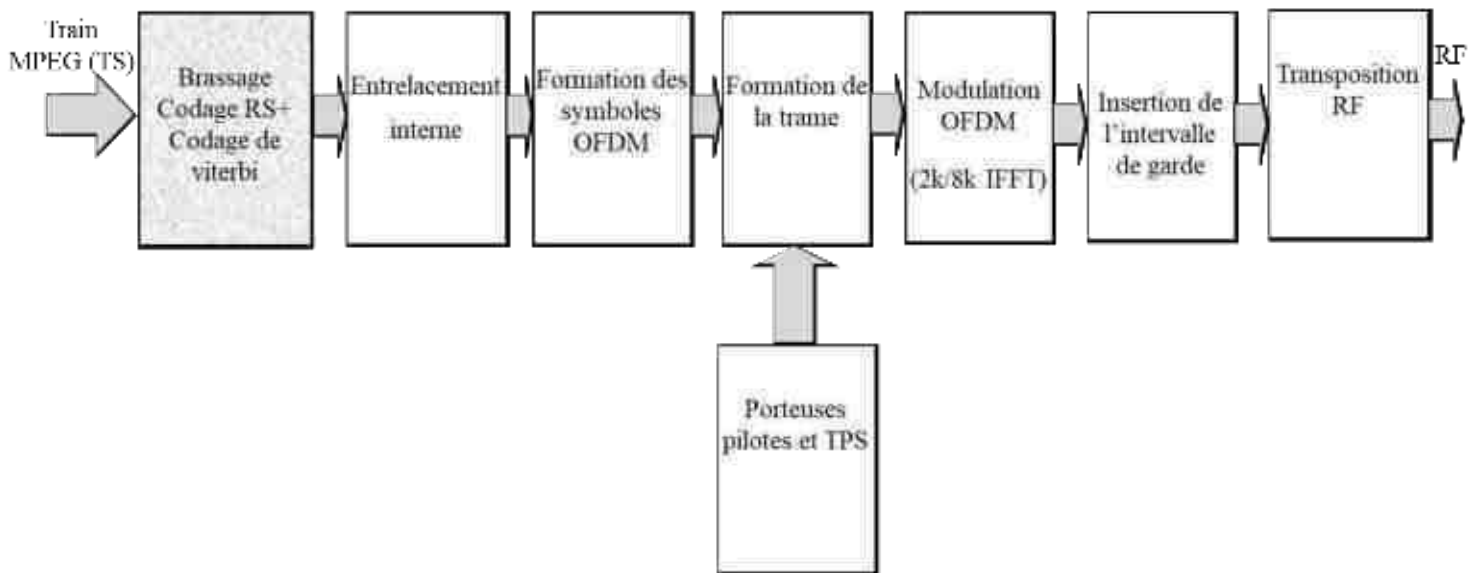 Train
MPEG (TS)
Brassage
Codage RS+
Codage de
viterbi
Entrelacement
interne
Formation des
symboles
OFDM
Formation de
la trame
Modulation
OFDM
(2k/8k IFFT)
Insertion de
l'intervalle
de garde
Transposition
RF
RF
Porteuses
pilotes et TPS